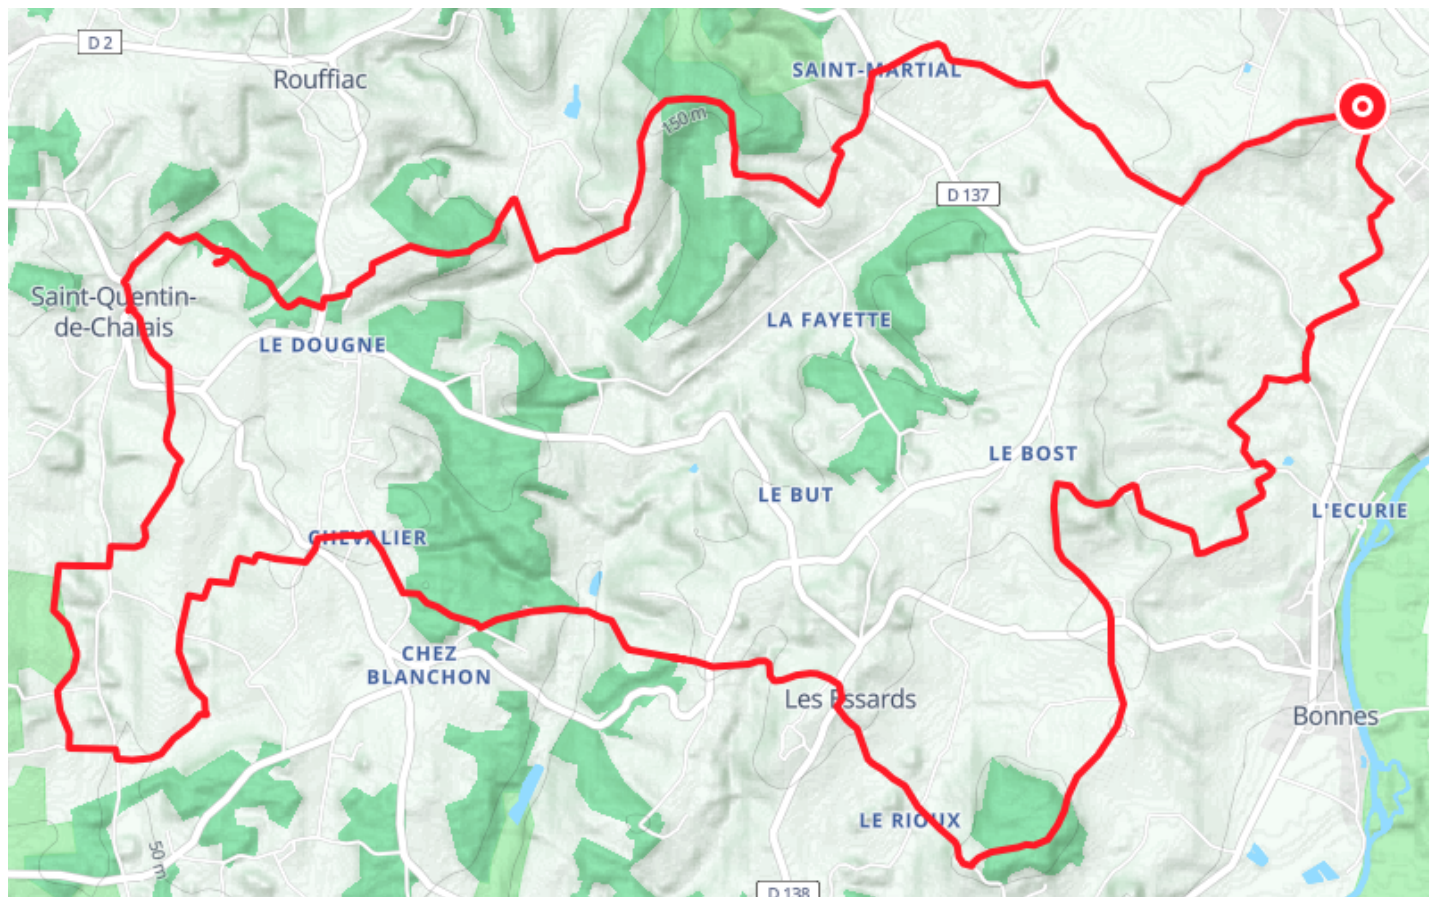 D 2
Rouffiac
SAINT-MARTIAL
150 m
D 137
Saint-Quentin-
de-Chalais
LE DOUGNE
LA FAYETTE
LE BOST
LE BUT
L'ECURIE
CHEVALIER
CHEZ
BLANCHON
Les Essards
Bonnes
LE RIOUX
50 m
D 138